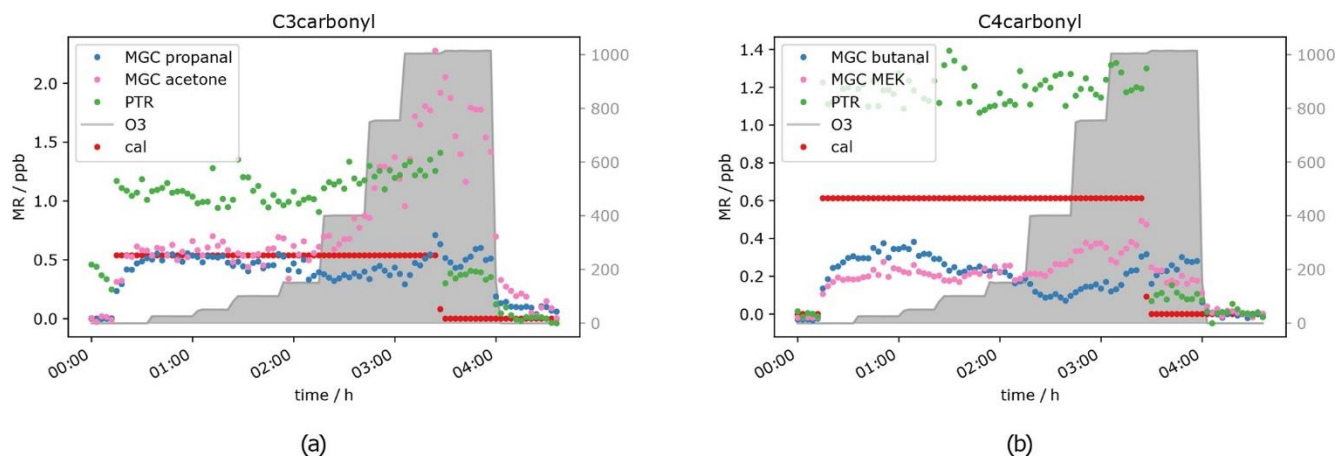 C3carbonyl
MGC propanal
MGC acetone
PTR
O3
cal
MR / ppb
2.0
1.5
1.0
0.5
0.0
1000
800
600
400
200
0
00:00
01:00
02:00
03:00
04:00
time / h
(a)
C4carbonyl
MGC butanal
MGC MEK
PTR
O3
cal
MR / ppb
1.4
1.2
1.0
0.8
0.6
0.4
0.2
0.0
1000
800
600
400
200
0
00:00
01:00
02:00
03:00
04:00
time / h
(b)